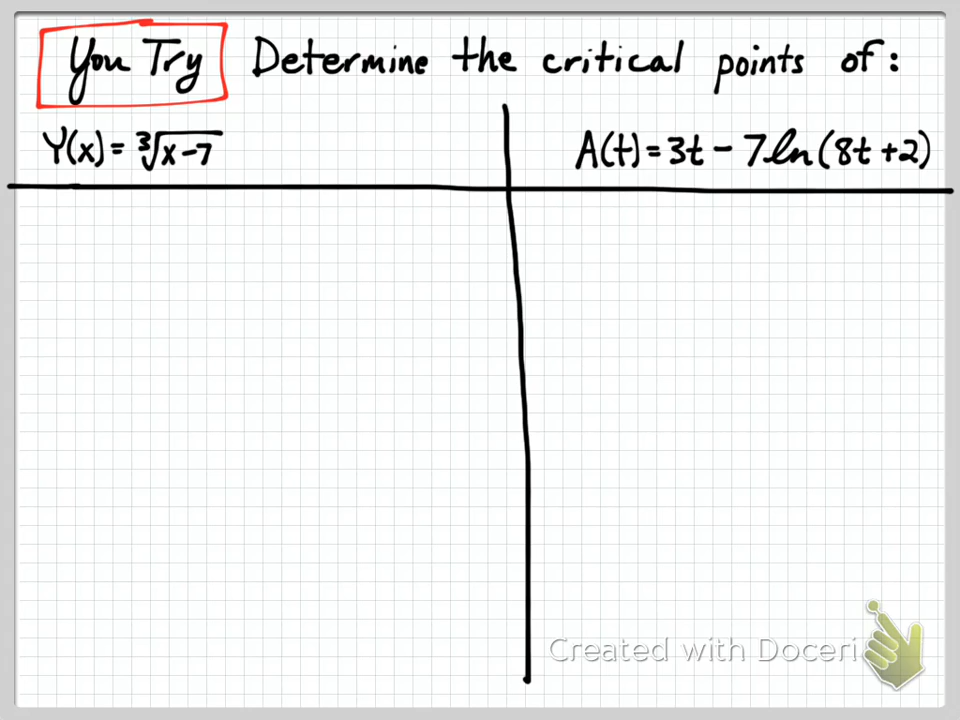 You Try Determine the critical points of:
Y(x) = ∛(x-7)
A(t) = 3t - 7ln(8t+2)
Created with Doceri